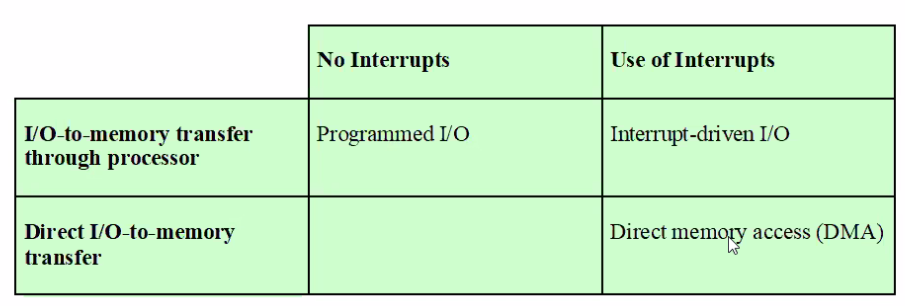 No Interrupts
Use of Interrupts
I/O-to-memory transfer
through processor
Programmed I/O
Interrupt-driven I/O
Direct I/O-to-memory
transfer
Direct memory access (DMA)